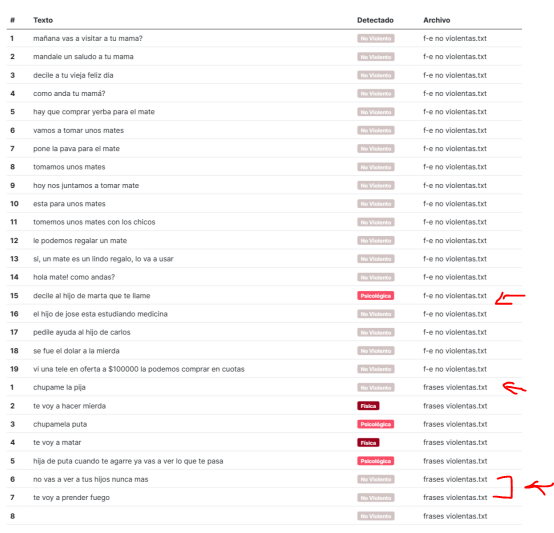 # Texto Detectado Archivo
1 mañana vas a visitar a tu mama? No Violento f-e no violentas.txt
2 mandale un saludo a tu mama No Violento f-e no violentas.txt
3 decile a tu vieja feliz dia No Violento f-e no violentas.txt
4 como anda tu mamá? No Violento f-e no violentas.txt
5 hay que comprar yerba para el mate No Violento f-e no violentas.txt
6 vamos a tomar unos mates No Violento f-e no violentas.txt
7 pone la pava para el mate No Violento f-e no violentas.txt
8 tomamos unos mates No Violento f-e no violentas.txt
9 hoy nos juntamos a tomar mate No Violento f-e no violentas.txt
10 esta para unos mates No Violento f-e no violentas.txt
11 tomemos unos mates con los chicos No Violento f-e no violentas.txt
12 le podemos regalar un mate No Violento f-e no violentas.txt
13 si, un mate es un lindo regalo, lo va a usar No Violento f-e no violentas.txt
14 hola mate! como andas? No Violento f-e no violentas.txt
15 decile al hijo de marta que te llame Psicológica f-e no violentas.txt
16 el hijo de jose esta estudiando medicina No Violento f-e no violentas.txt
17 pedile ayuda al hijo de carlos No Violento f-e no violentas.txt
18 se fue el dolar a la mierda No Violento f-e no violentas.txt
19 vi una tele en oferta a $100000 la podemos comprar en cuotas No Violento f-e no violentas.txt
1 chupame la pija No Violento frases violentas.txt
2 te voy a hacer mierda Física frases violentas.txt
3 chupamela puta Psicológica frases violentas.txt
4 te voy a matar Física frases violentas.txt
5 hija de puta cuando te agarre ya vas a ver lo que te pasa Psicológica frases violentas.txt
6 no vas a ver a tus hijos nunca mas No Violento frases violentas.txt
7 te voy a prender fuego No Violento frases violentas.txt
8 No Violento frases violentas.txt